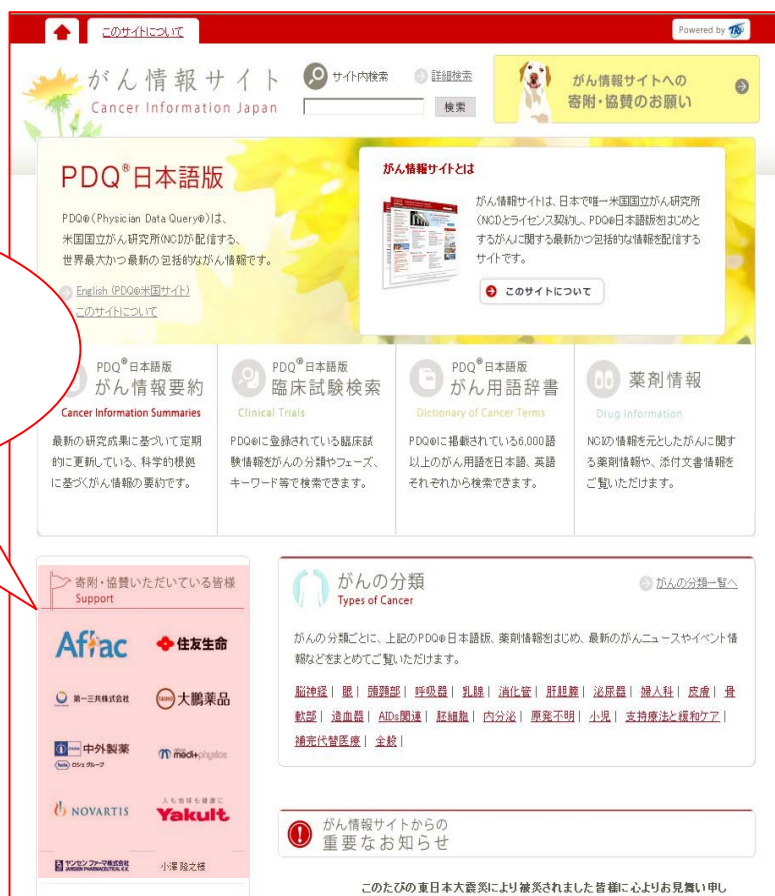 このサイトについて
Powered by TRI
がん情報サイト
Cancer Information Japan
サイト内検索
詳細検索
検索
がん情報サイトへの
寄附・協賛のお願い
PDQ®日本語版
PDQ®(Physician Data Query®)は、
米国国立がん研究所(NCI)が配信する、
世界最大かつ最新の包括的ながん情報です。
English (PDQ®米国サイト)
このサイトについて
がん情報サイトとは
がん情報サイトは、日本で唯一米国国立がん研究所
(NCI)とライセンス契約し、PDQ®日本語版をはじめと
するがんに関する最新かつ包括的な情報を配信する
サイトです。
このサイトについて
PDQ®日本語版
がん情報要約
Cancer Information Summaries
最新の研究成果に基づいて定期
的に更新している、科学的根拠
に基づくがん情報の要約です。
PDQ®日本語版
臨床試験検索
Clinical Trials
PDQ®に登録されている臨床試
験情報をがんの分類やフェーズ、
キーワード等で検索できます。
PDQ®日本語版
がん用語辞書
Dictionary of Cancer Terms
PDQ®に掲載されている6,000語
以上のがん用語を日本語、英語
それぞれから検索できます。
薬剤情報
Drug Information
NCIの情報を元としたがんに関す
る薬剤情報や、添付文書情報を
ご覧いただけます。
寄附・協賛いただいている皆様
Support
Aflac
住友生命
第一三共株式会社
TAIHO 大鵬薬品
中外製薬
Roche ロシュ グループ
medi+physics
NOVARTIS
人も地球も健康に
Yakult
ヤンセン ファーマ株式会社
JANSSEN PHARMACEUTICAL K.K.
小澤 陸之様
がんの分類
Types of Cancer
がんの分類一覧へ
がんの分類ごとに、上記のPDQ®日本語版、薬剤情報をはじめ、最新のがんニュースやイベント情
報などをまとめてご覧いただけます。
脳神経 | 眼 | 頭頸部 | 呼吸器 | 乳腺 | 消化管 | 肝胆膵 | 泌尿器 | 婦人科 | 皮膚 | 骨
軟部 | 造血器 | AIDs関連 | 胚細胞 | 内分泌 | 原発不明 | 小児 | 支持療法と緩和ケア |
補完代替医療 | 全般 |
がん情報サイトからの
重要なお知らせ
このたびの東日本大震災により被災されました皆様に心よりお見舞い申し